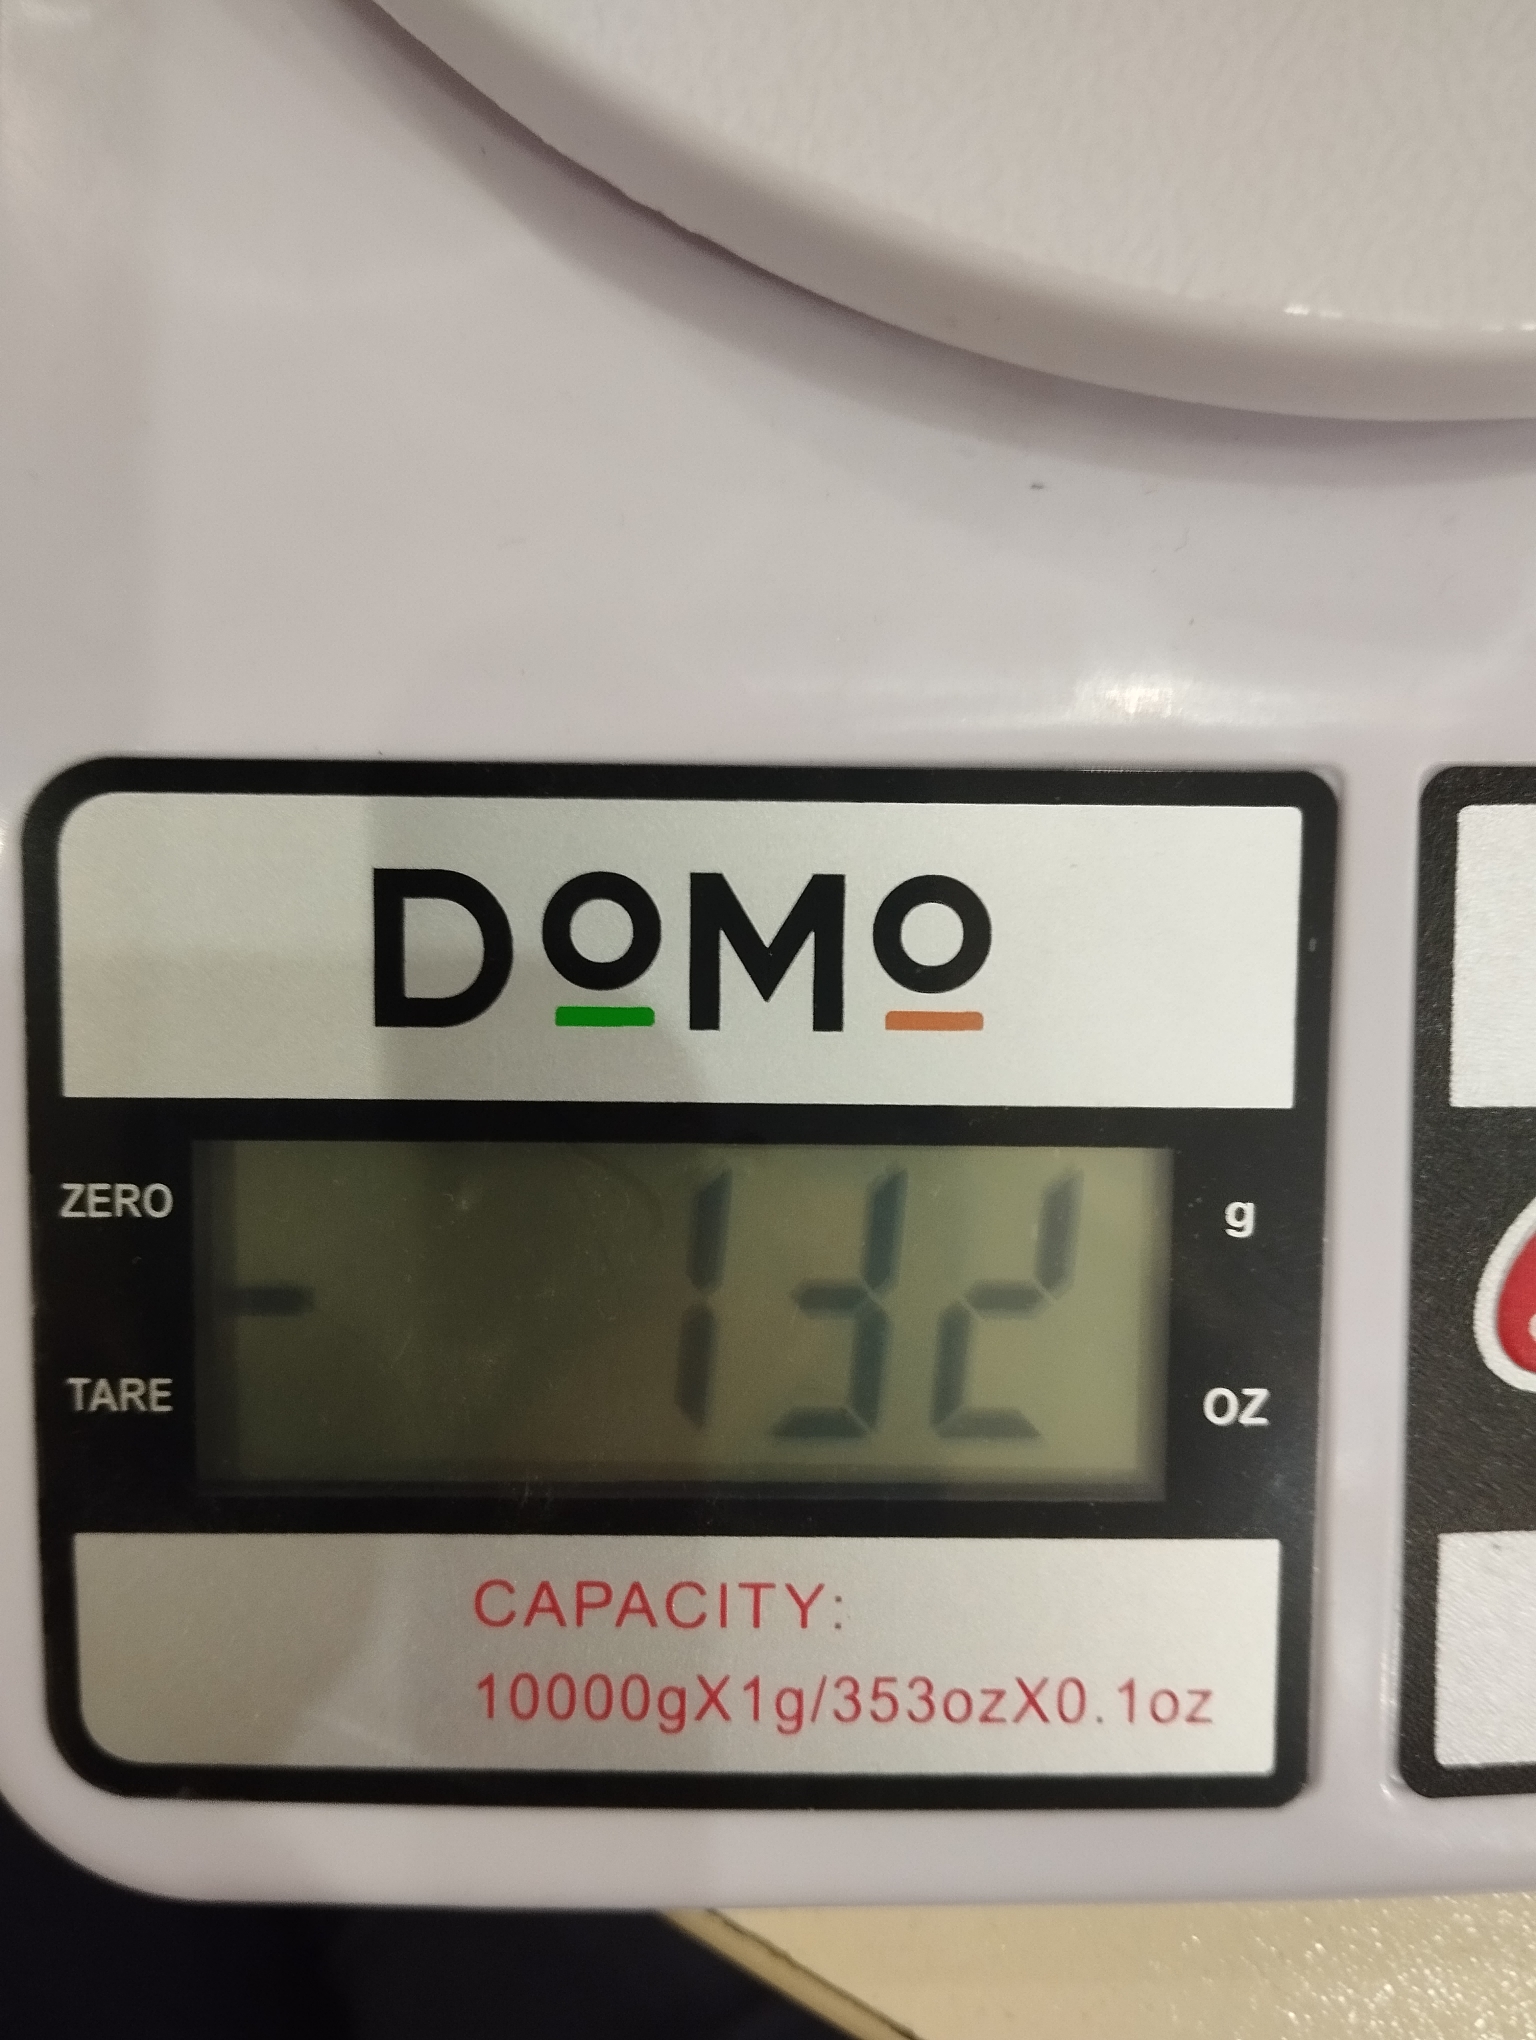 DOMO
ZERO
g
- 132
TARE
OZ
CAPACITY:
10000gX1g/353ozX0.1oz